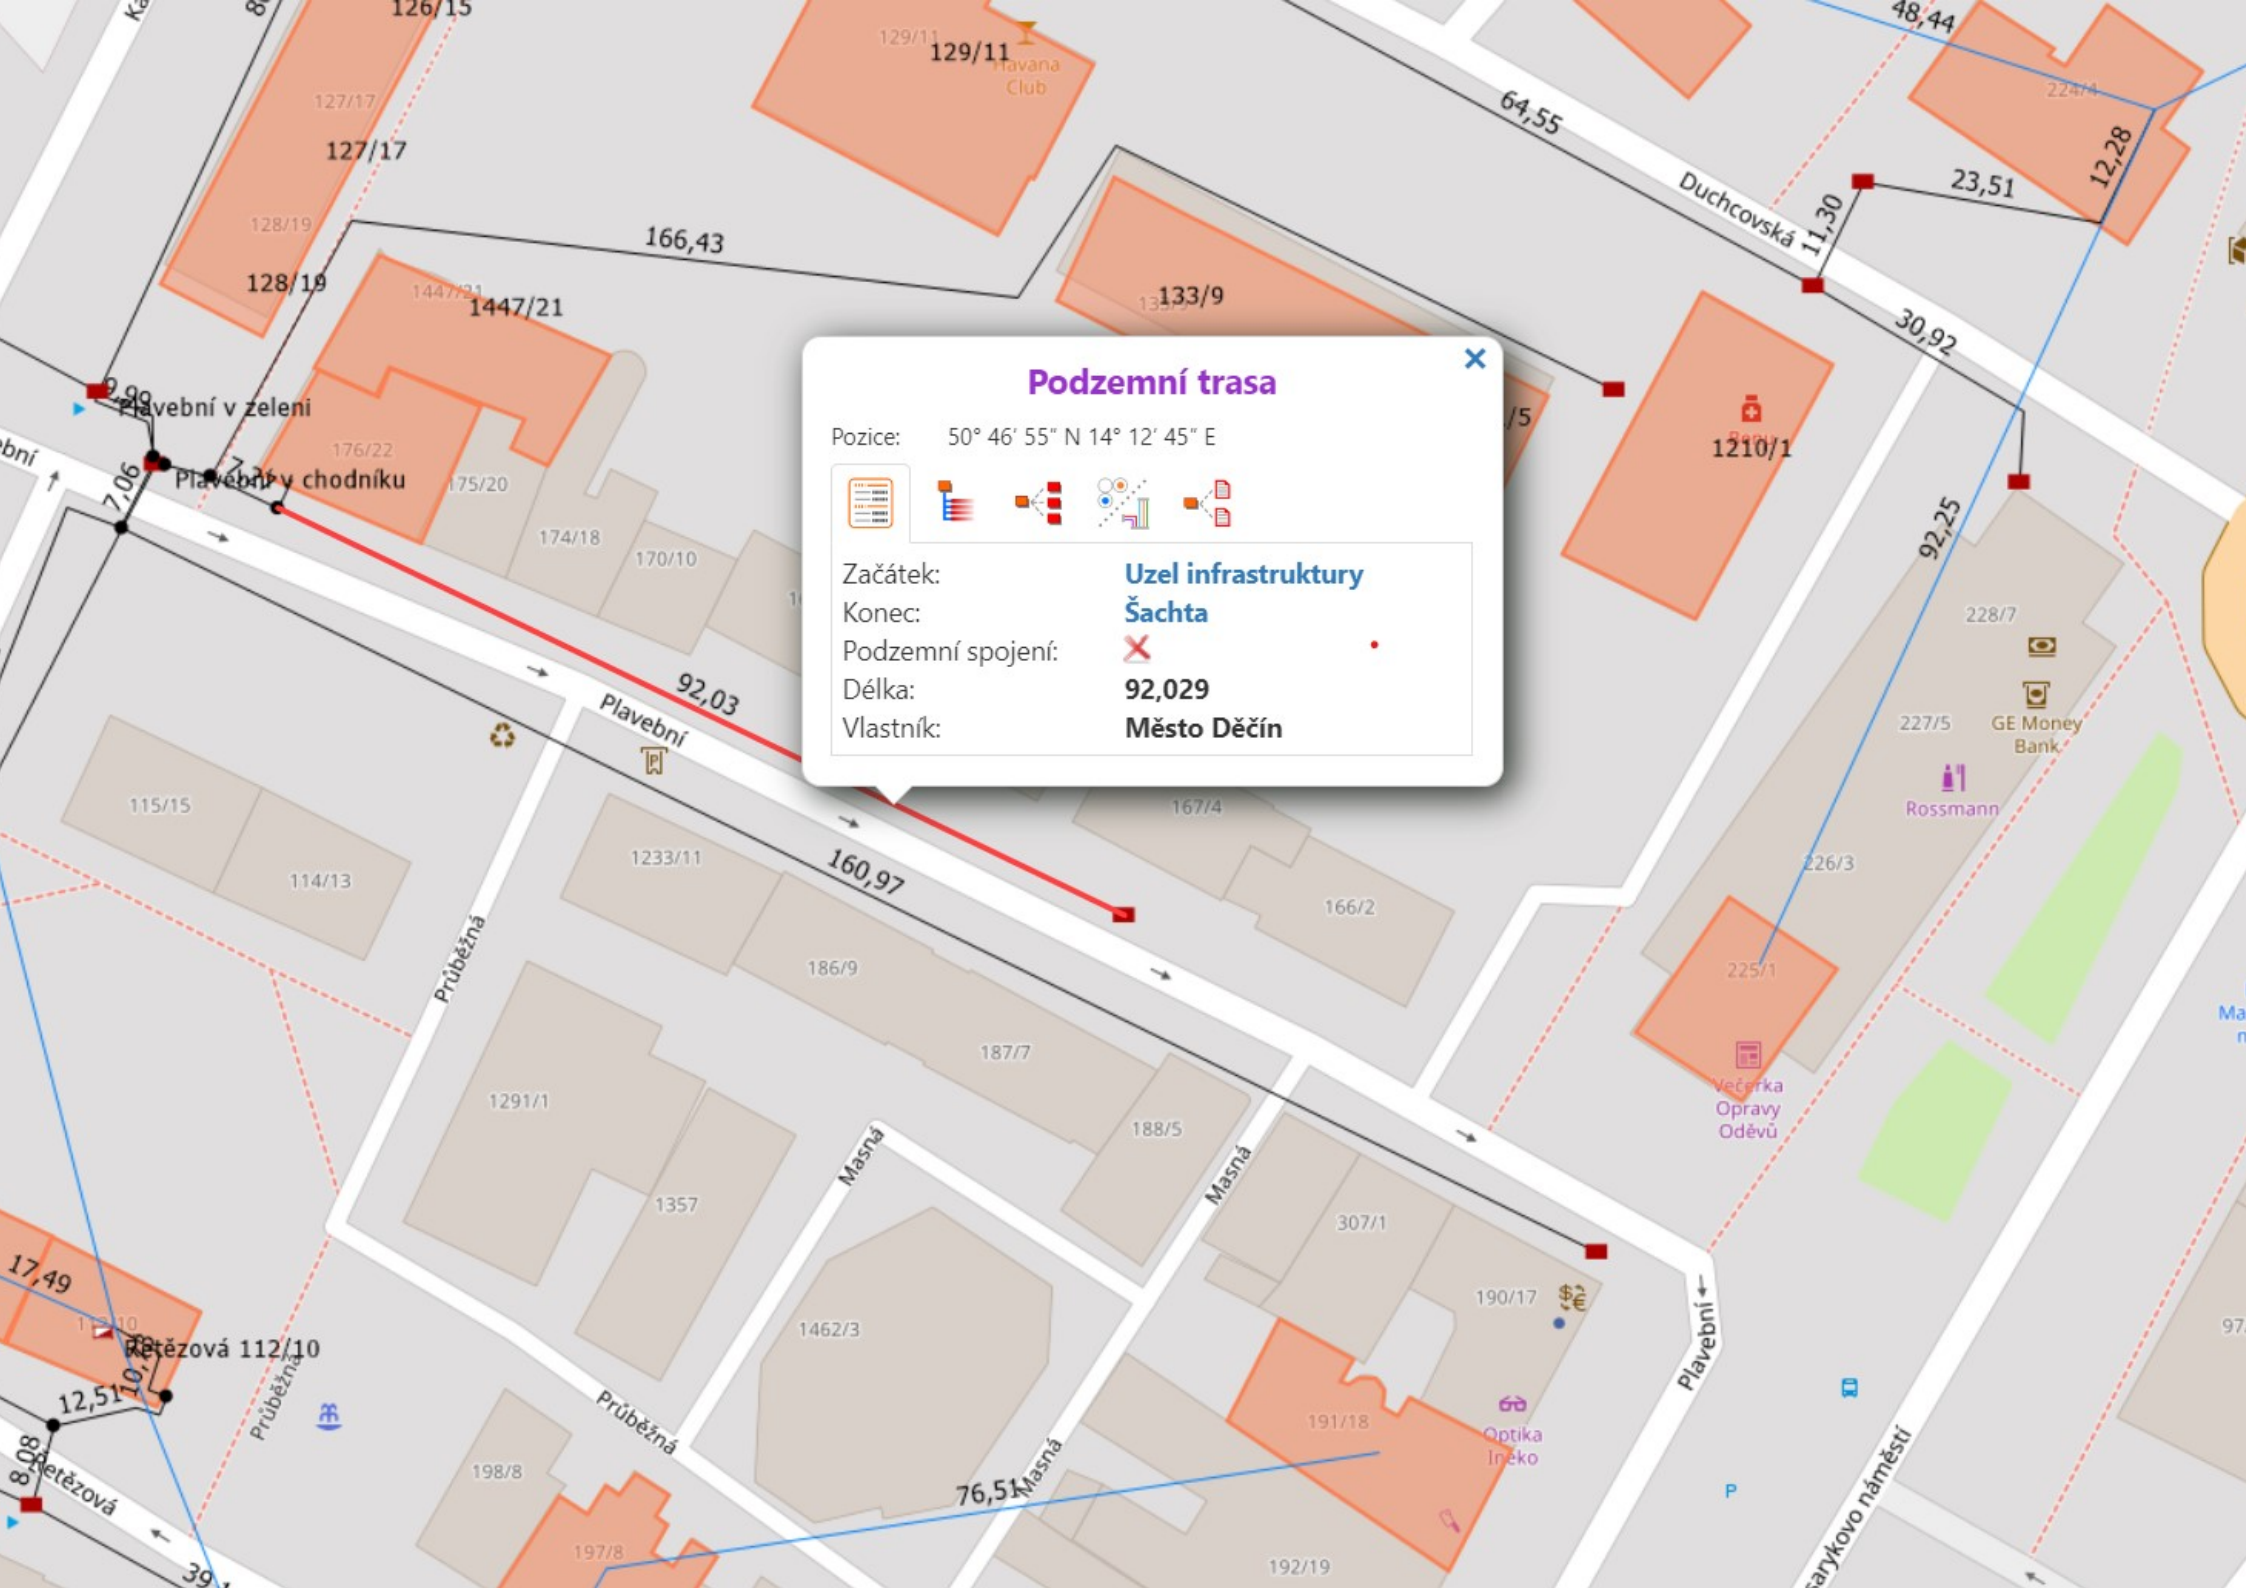 126/15
48,44
129/11
129/11
Havana
Club
224/4
127/17
64,55
127/17
12,28
23,51
Duchcovská
11,30
128/19
166,43
128/19
1447/21
1447/21
133/9
30,92
9,99
Plavební v zeleni
Podzemní trasa
Pozice: 50° 46′ 55″ N 14° 12′ 45″ E
/5
1210/1
176/22
7,06
Plavební v chodníku
175/20
174/18
170/10
92,25
Začátek: Uzel infrastruktury
Konec: Šachta
Podzemní spojení:
Délka: 92,029
Vlastník: Město Děčín
228/7
227/5
GE Money
Bank
92,03
Plavební
P
Rossmann
115/15
167/4
1233/11
160,97
226/3
114/13
166/2
Průběžná
186/9
225/1
187/7
1291/1
Večerka
Opravy
Oděvů
188/5
Masná
Masná
1357
307/1
190/17
17,49
1462/3
Řetězová 112/10
Plavební
12,51
Průběžná
Průběžná
191/18
Optika
Ineko
8,08
Řetězová
198/8
76,51
Masná
P
197/8
192/19